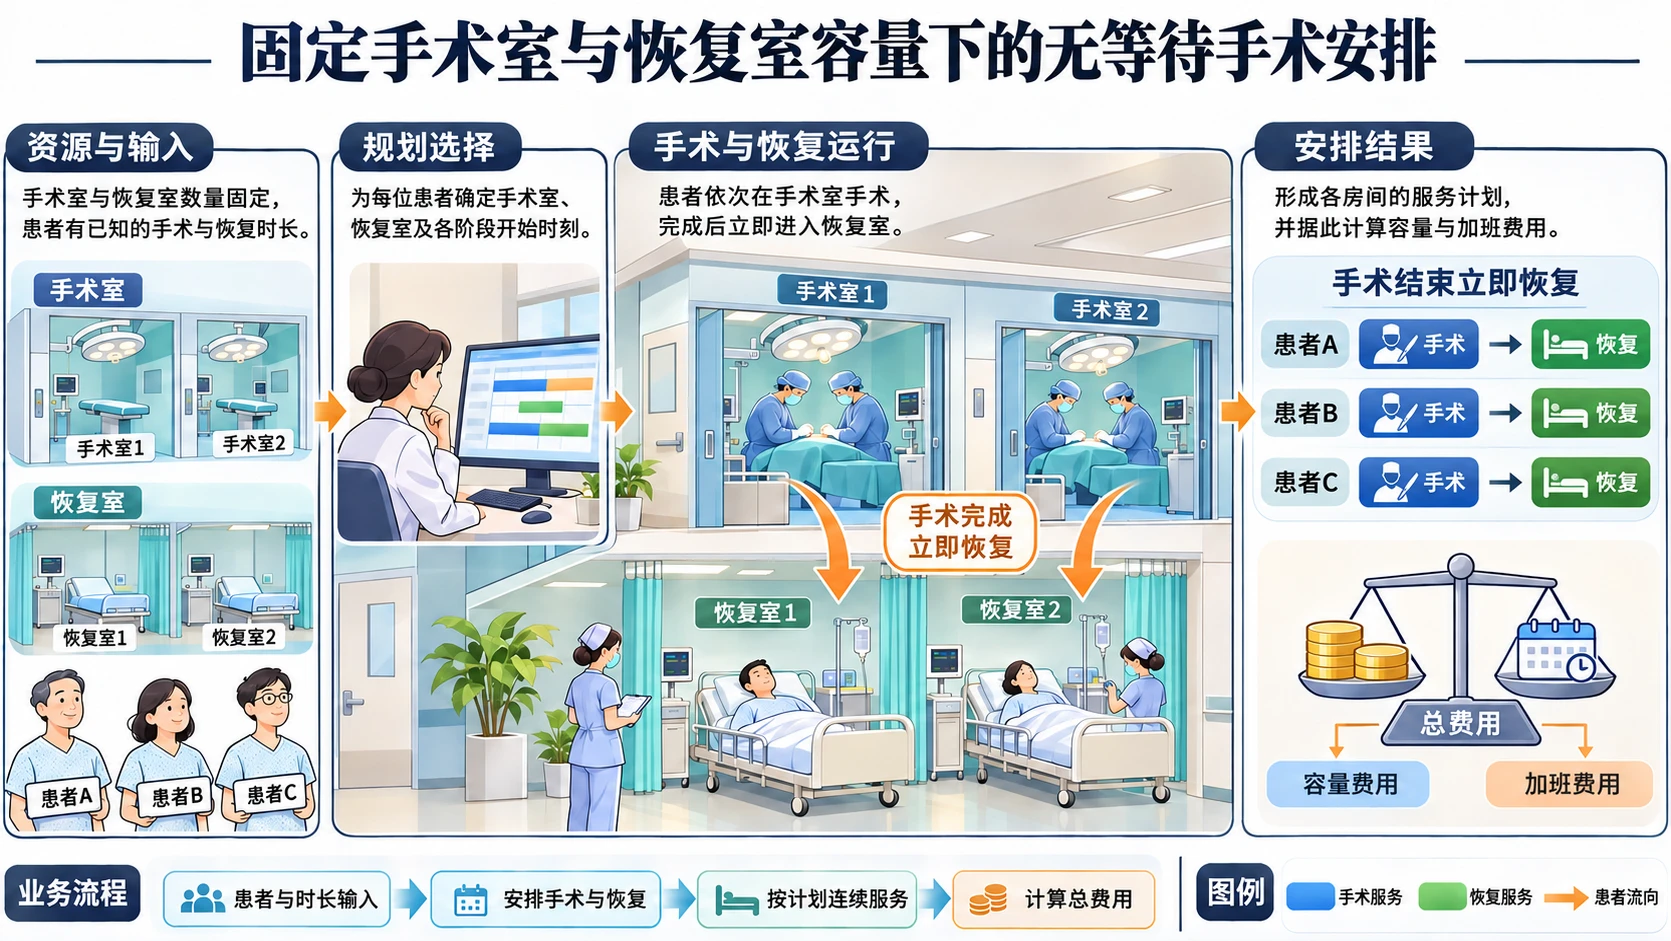 固定手术室与恢复室容量下的无等待手术安排
资源与输入
手术室与恢复室数量固定，
患者有已知的手术与恢复时长。
手术室
手术室1
手术室2
恢复室
恢复室1
恢复室2
患者A
患者B
患者C
规划选择
为每位患者确定手术室、
恢复室及各阶段开始时刻。
手术与恢复运行
患者依次在手术室手术，
完成后立即进入恢复室。
手术室1
手术室2
手术完成
立即恢复
恢复室1
恢复室2
安排结果
形成各房间的服务计划，
并据此计算容量与加班费用。
手术结束立即恢复
患者A 手术 恢复
患者B 手术 恢复
患者C 手术 恢复
总费用
容量费用
加班费用
业务流程
患者与时长输入
安排手术与恢复
按计划连续服务
计算总费用
图例
手术服务
恢复服务
患者流向